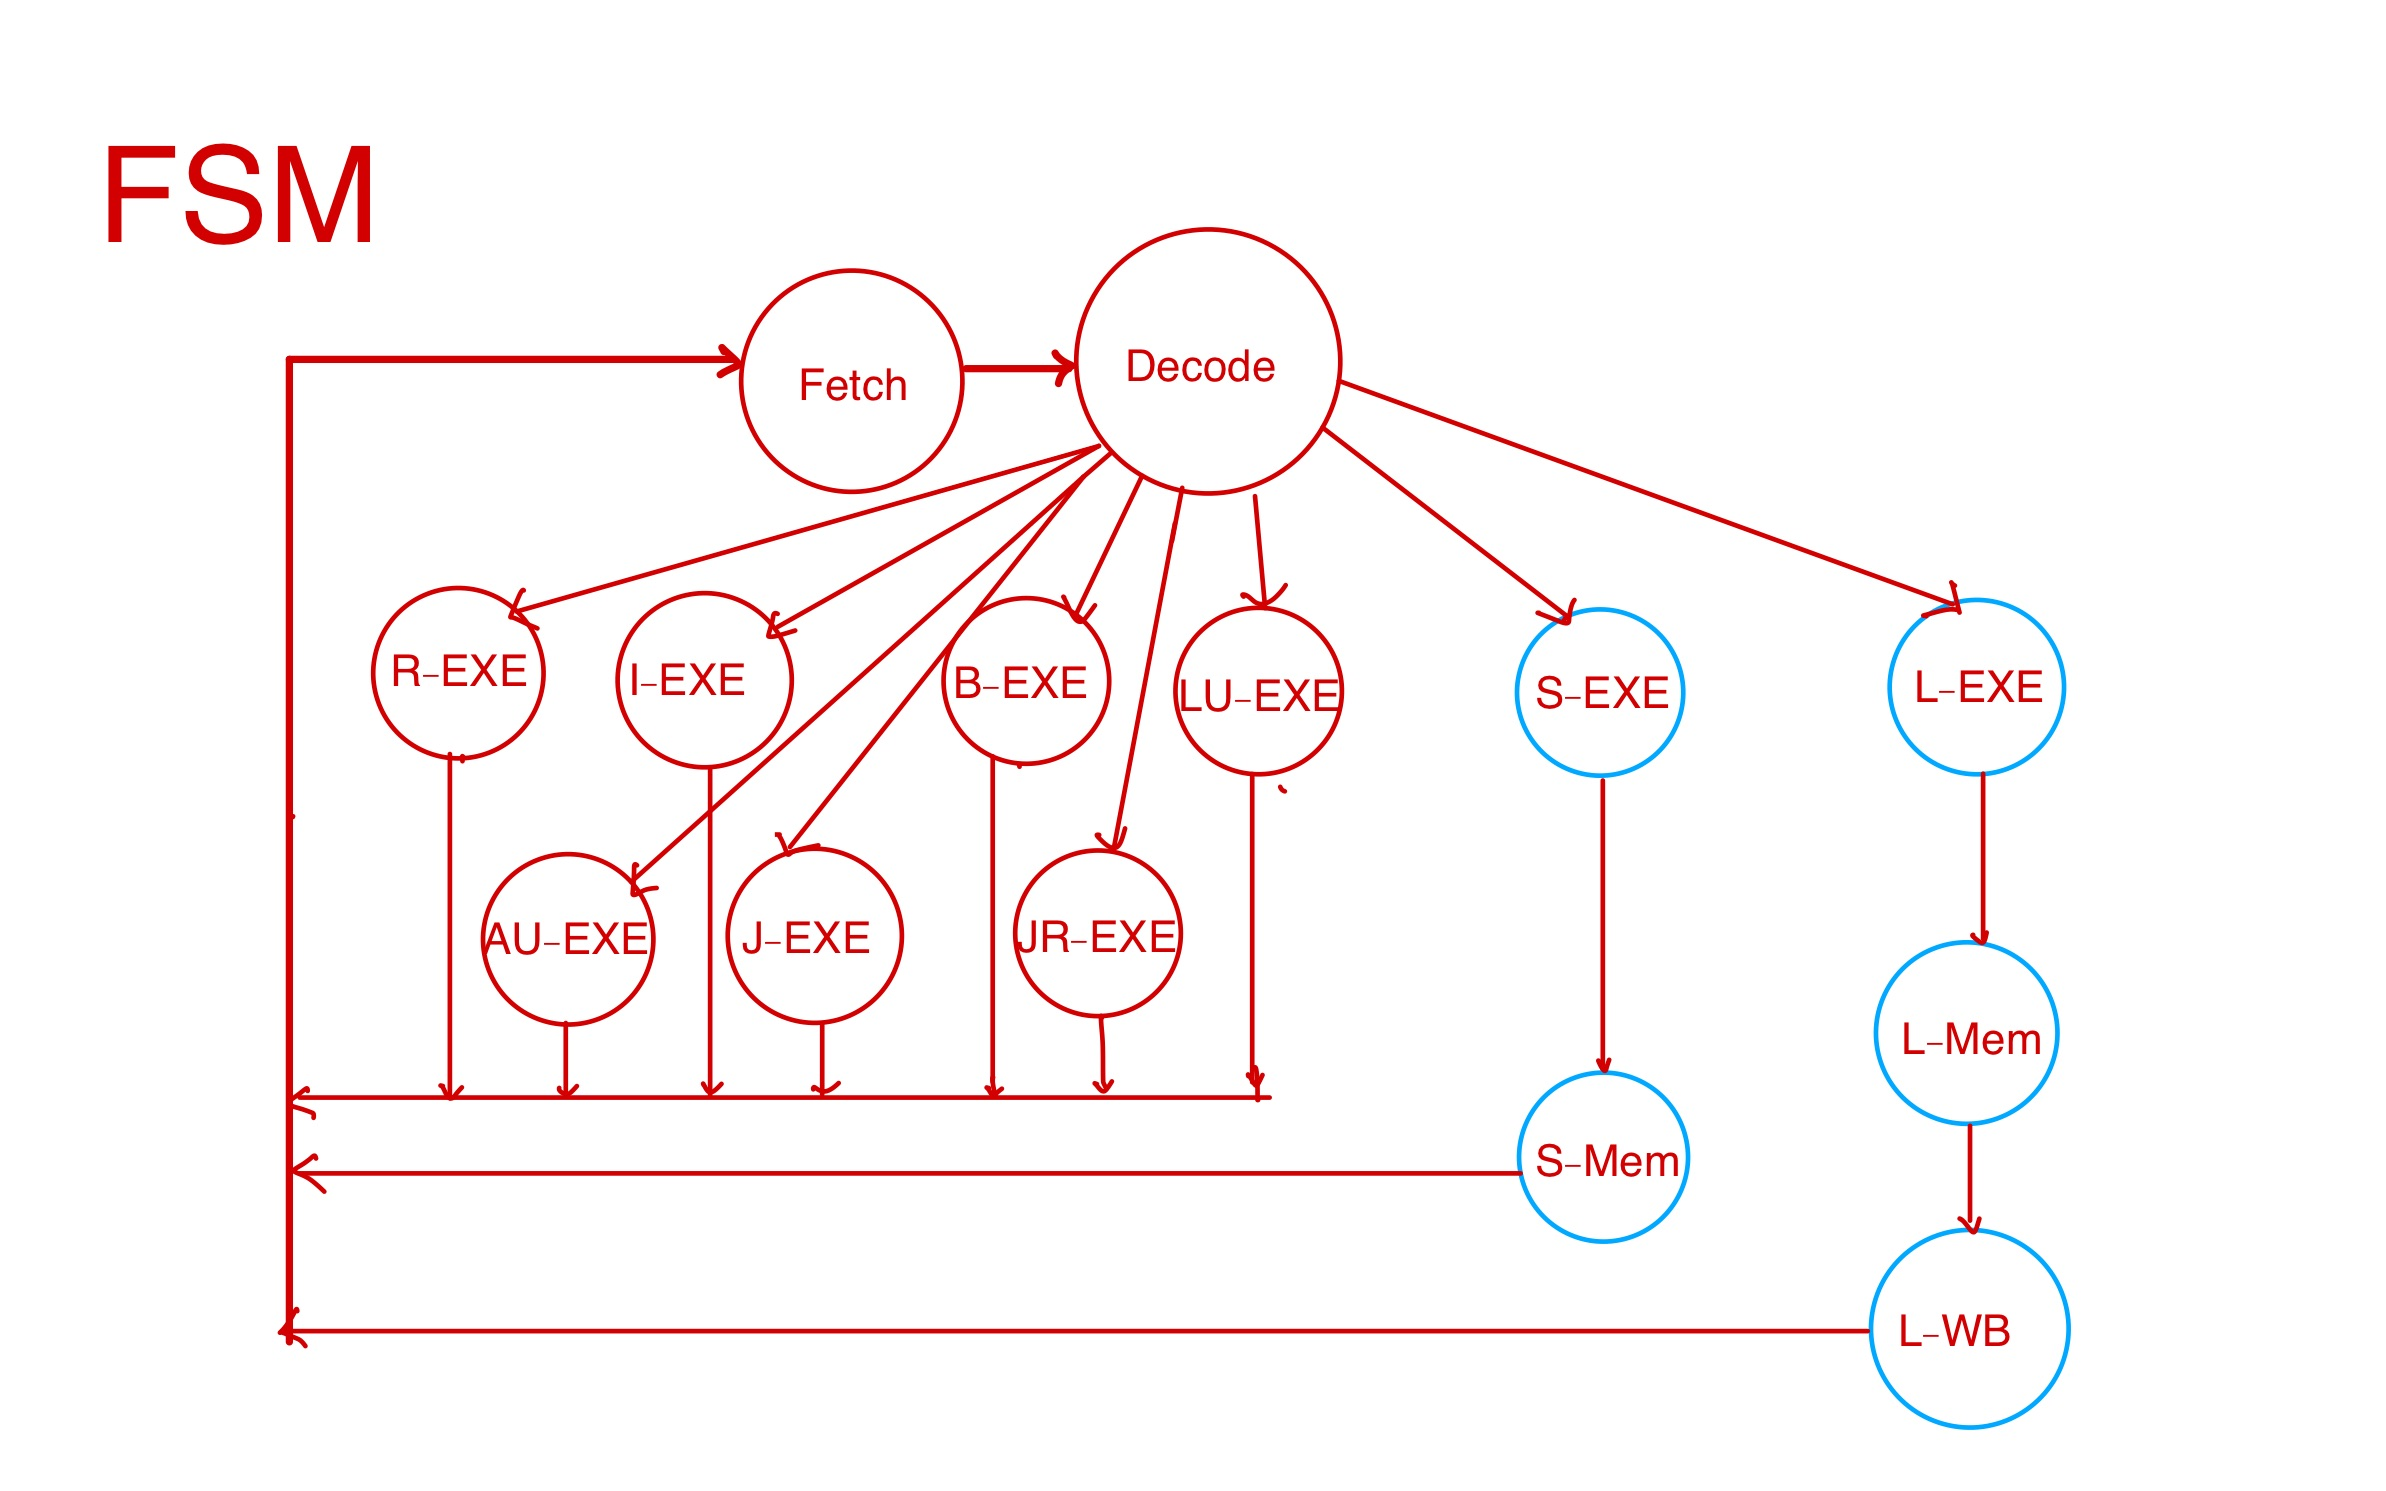 FSM
Fetch
Decode
R-EXE
I-EXE
B-EXE
LU-EXE
S-EXE
L-EXE
AU-EXE
J-EXE
JR-EXE
L-Mem
S-Mem
L-WB